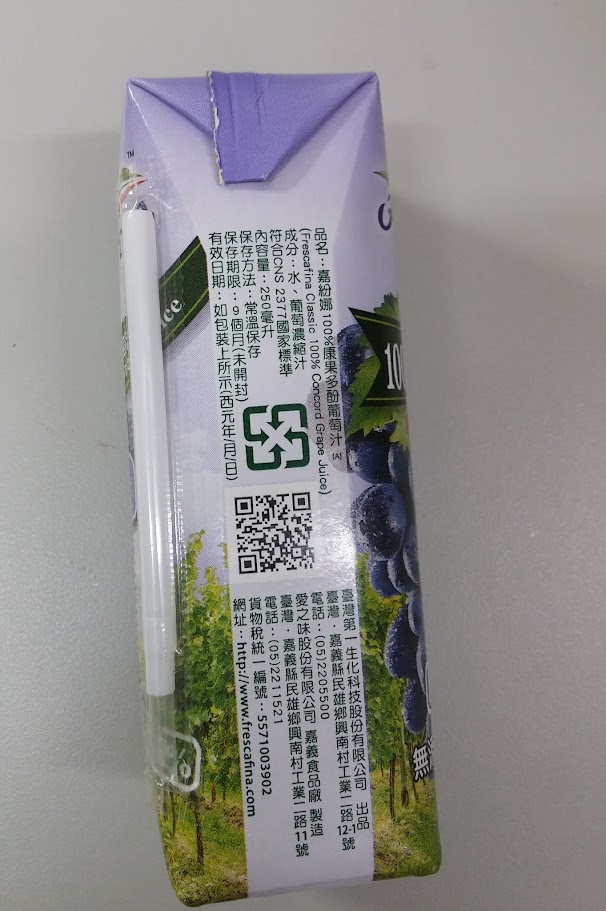 品名：嘉紛娜100%康果多酚葡萄汁 (A)
(Frescafina Classic 100% Concord Grape Juice)
成分：水、葡萄濃縮汁
符合CNS 2377國家標準
內容量：250毫升
保存方法：常溫保存
保存期限：9個月(未開封)
有效日期：如包裝上所示(西元年/月/日)
臺灣第一生化科技股份有限公司 出品
臺灣．嘉義縣民雄鄉興南村工業二路12-1號
電話：(05)2205500
愛之味股份有限公司 嘉義食品廠 製造
臺灣．嘉義縣民雄鄉興南村工業二路11號
電話：(05)2211521
貨物稅統一編號：5571003902
網址：http://www.frescafina.com
TM
ice
100
無